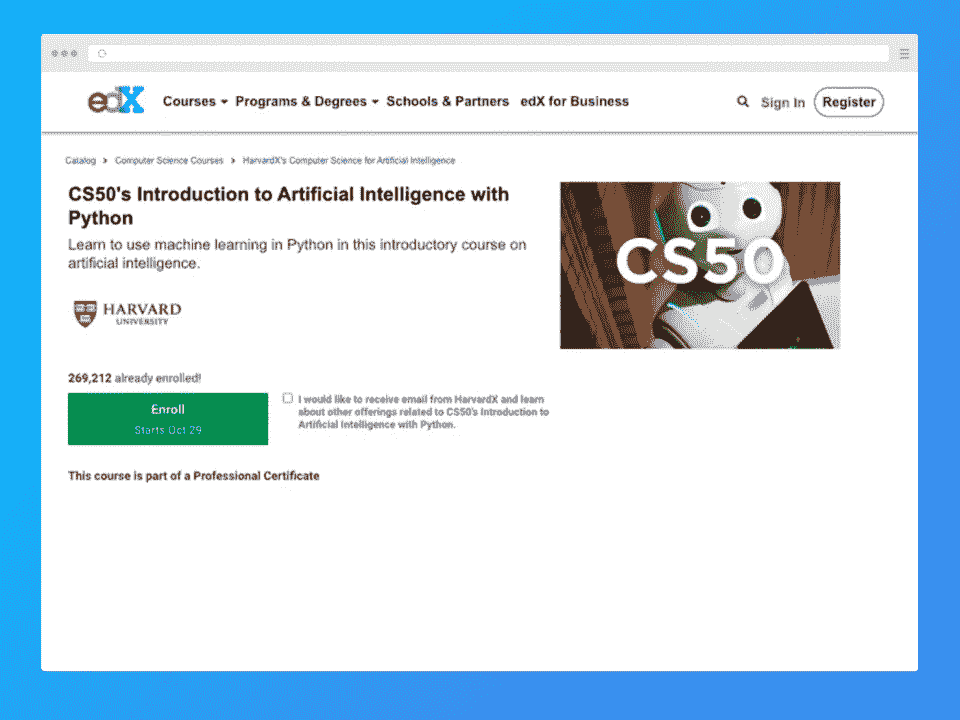 edX
Courses Programs & Degrees Schools & Partners edX for Business
Sign In
Register
Catalog > Computer Science Courses > HarvardX's Computer Science for Artificial Intelligence
CS50's Introduction to Artificial Intelligence with
Python
Learn to use machine learning in Python in this introductory course on
artificial intelligence.
CS50
HARVARD
UNIVERSITY
269,212 already enrolled!
Enroll
Starts Oct 29
I would like to receive email from HarvardX and learn
about other offerings related to CS50's Introduction to
Artificial Intelligence with Python.
This course is part of a Professional Certificate